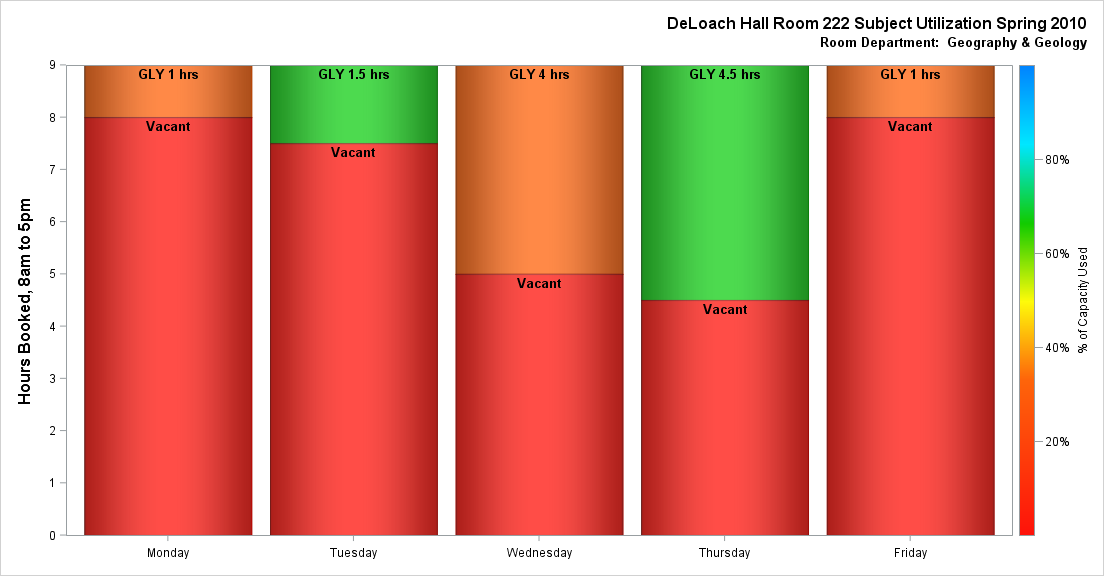 DeLoach Hall Room 222 Subject Utilization Spring 2010
Room Department:  Geography & Geology
Hours Booked, 8am to 5pm
9
8
7
6
5
4
3
2
1
0
GLY 1 hrs
Vacant
GLY 1.5 hrs
Vacant
GLY 4 hrs
Vacant
GLY 4.5 hrs
Vacant
GLY 1 hrs
Vacant
Monday
Tuesday
Wednesday
Thursday
Friday
80%
60%
40%
20%
% of Capacity Used